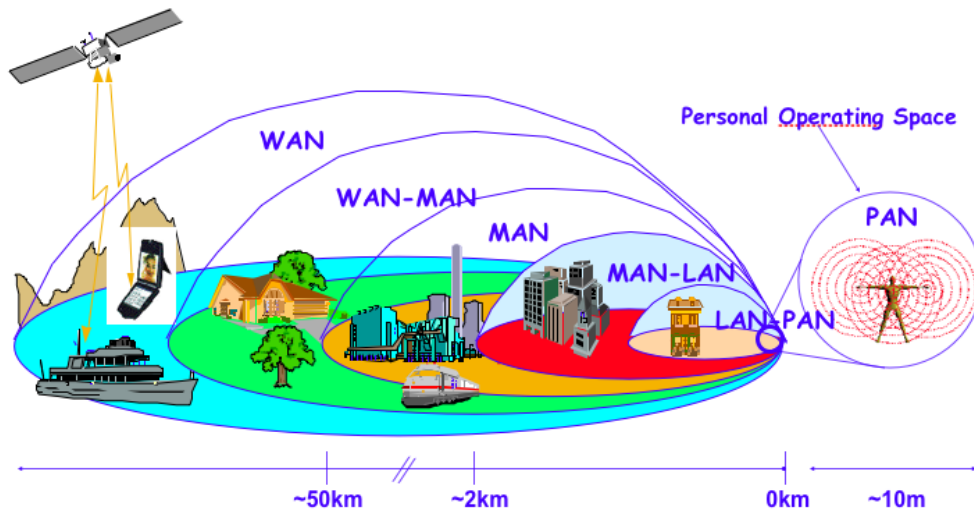 WAN
Personal Operating Space
WAN-MAN
PAN
MAN
MAN-LAN
LAN-PAN
~50km
~2km
0km
~10m